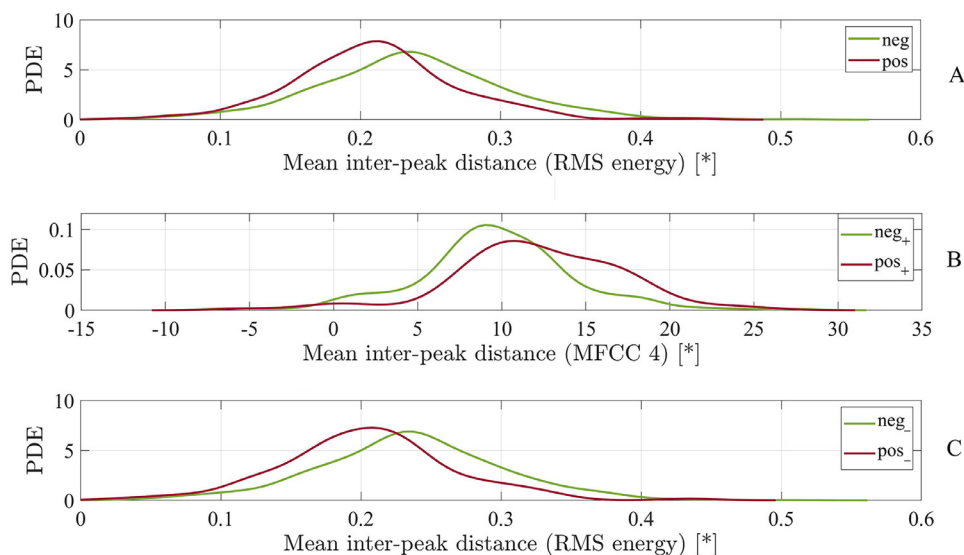 PDE
10
5
0
0
0.1
0.2
0.3
0.4
0.5
0.6
neg
pos
A
Mean inter-peak distance (RMS energy) [*]
PDE
0.1
0.05
0
-15
-10
-5
0
5
10
15
20
25
30
35
neg+
pos+
B
Mean inter-peak distance (MFCC 4) [*]
PDE
10
5
0
0
0.1
0.2
0.3
0.4
0.5
0.6
neg-
pos-
C
Mean inter-peak distance (RMS energy) [*]